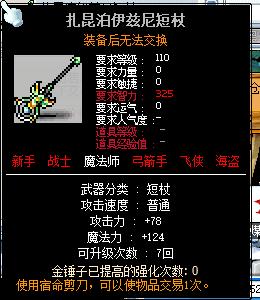 扎昆泊伊兹尼短杖
装备后无法交换
要求等级： 110
要求力量： 0
要求敏捷： 0
要求智力： 325
要求运气： 0
要求人气度： -
道具等级： -
道具经验值： -
新手 战士 魔法师 弓箭手 飞侠 海盗
武器分类 ： 短杖
攻击速度 ： 普通
攻击力 ： +78
魔法力 ： +124
可升级次数 ： 7回
金锤子已提高的强化次数: 0
使用宿命剪刀，可以使物品交易1次。